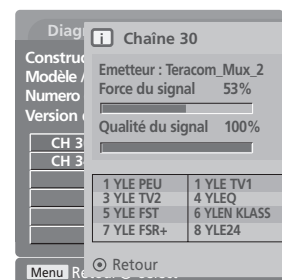 Diag
Chaîne 30
Construc
Modèle /
Numero
Version
Emetteur : Teracom_Mux_2
Force du signal 53%
Qualité du signal 100%
CH 3
CH 3
1 YLE PEU 1 YLE TV1
3 YLE TV2 4 YLEQ
5 YLE FST 6 YLEN KLASS
7 YLE FSR+ 8 YLE24
Retour
Menu